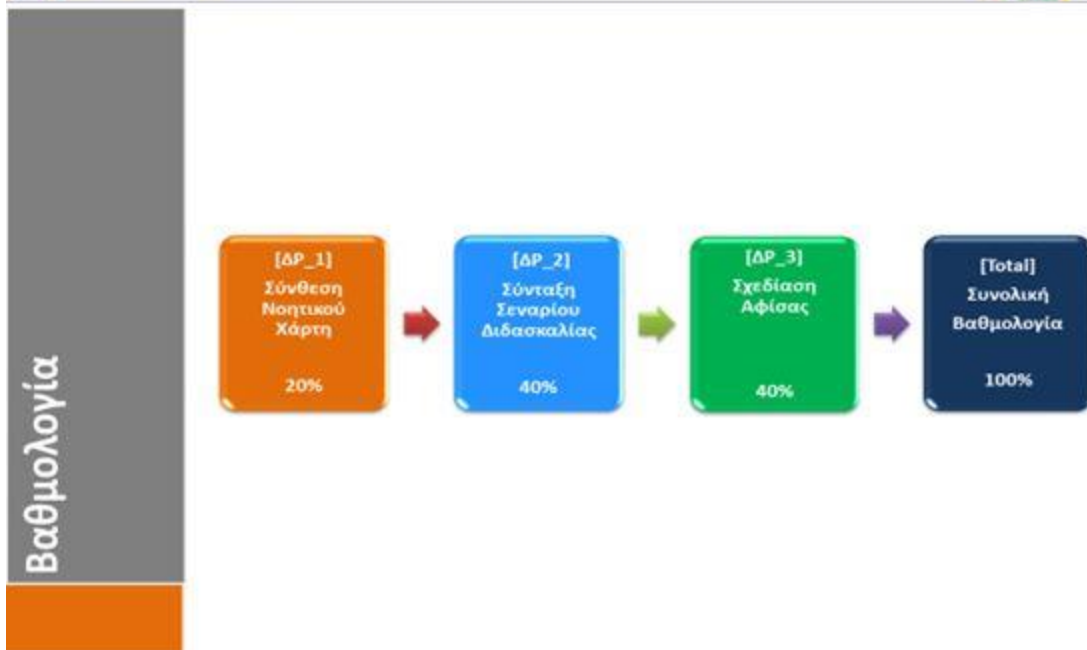 Βαθμολογία
[ΔΡ_1]
Σύνθεση
Νοητικού
Χάρτη
20%
[ΔΡ_2]
Σύνταξη
Σεναρίου
Διδασκαλίας
40%
[ΔΡ_3]
Σχεδίαση
Αφίσας
40%
[Total]
Συνολική
Βαθμολογία
100%